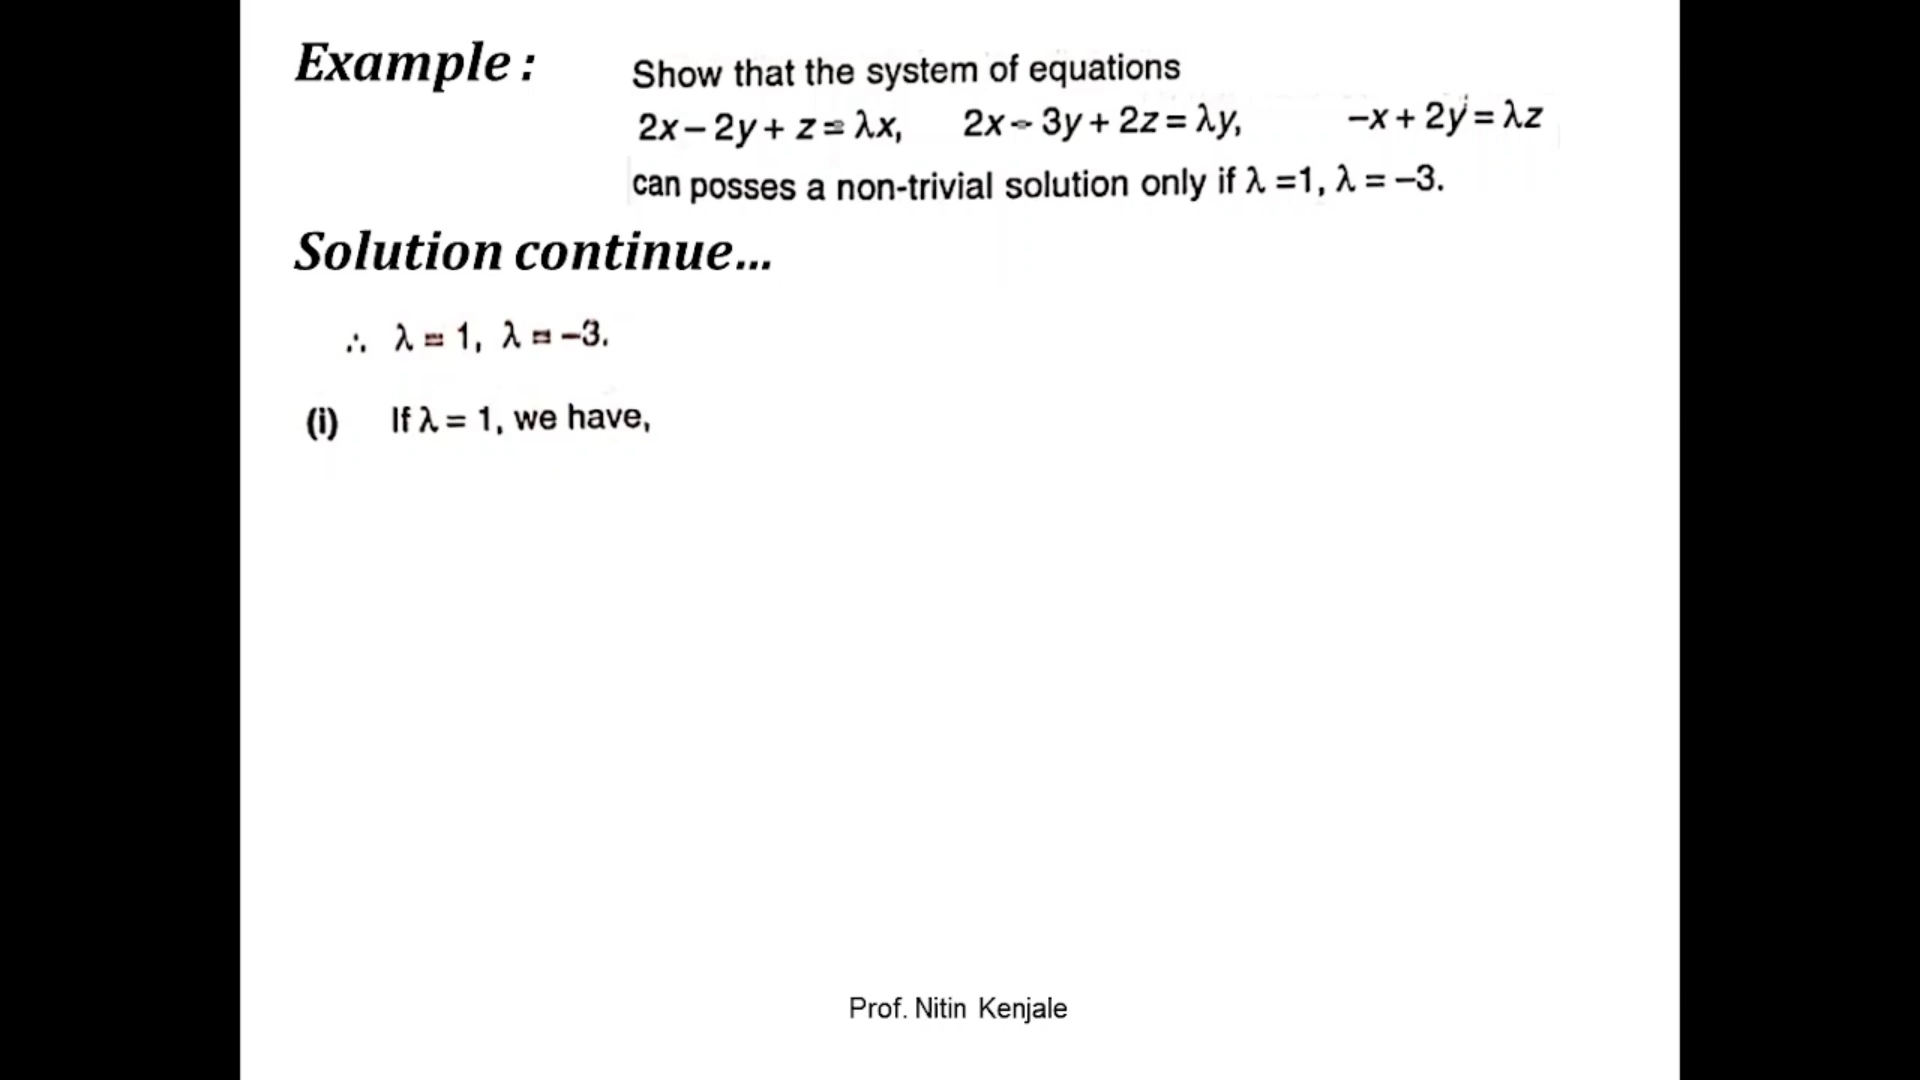 Example :
Show that the system of equations
2x – 2y + z = λx, 2x – 3y + 2z = λy, –x + 2y = λz
can posses a non-trivial solution only if λ =1, λ = –3.
Solution continue...
∴ λ = 1, λ = –3.
(i) If λ = 1, we have,
Prof. Nitin Kenjale